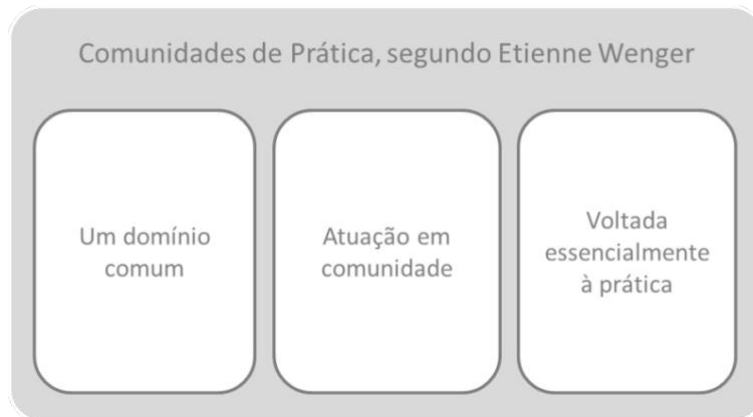 Comunidades de Prática, segundo Etienne Wenger
Um domínio
comum
Atuação em
comunidade
Voltada
essencialmente
à prática